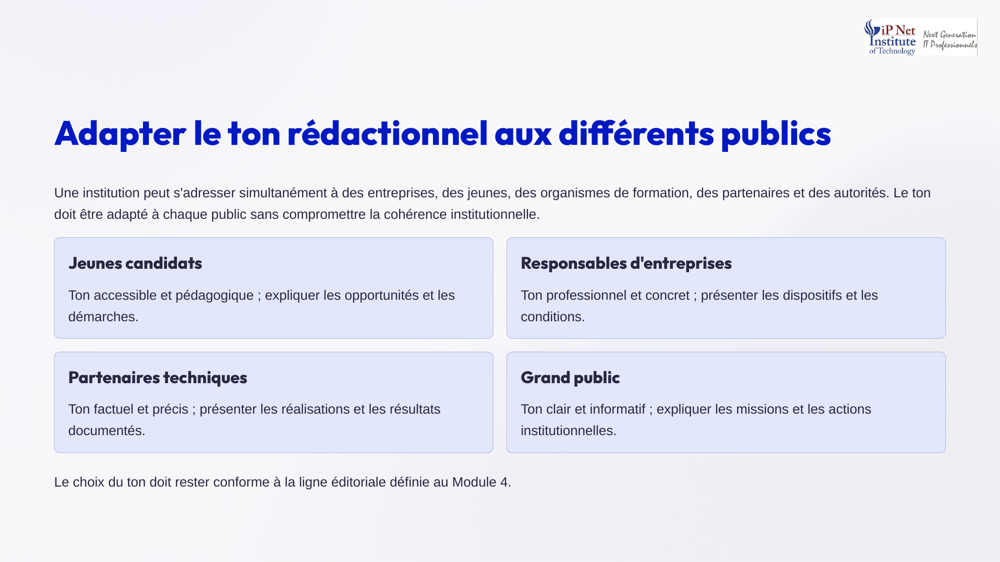 iP Net
Institute
of Technology
Next Generation
IT Professionnels
Adapter le ton rédactionnel aux différents publics
Une institution peut s'adresser simultanément à des entreprises, des jeunes, des organismes de formation, des partenaires et des autorités. Le ton
doit être adapté à chaque public sans compromettre la cohérence institutionnelle.
Jeunes candidats
Ton accessible et pédagogique ; expliquer les opportunités et les
démarches.
Responsables d'entreprises
Ton professionnel et concret ; présenter les dispositifs et les
conditions.
Partenaires techniques
Ton factuel et précis ; présenter les réalisations et les résultats
documentés.
Grand public
Ton clair et informatif ; expliquer les missions et les actions
institutionnelles.
Le choix du ton doit rester conforme à la ligne éditoriale définie au Module 4.